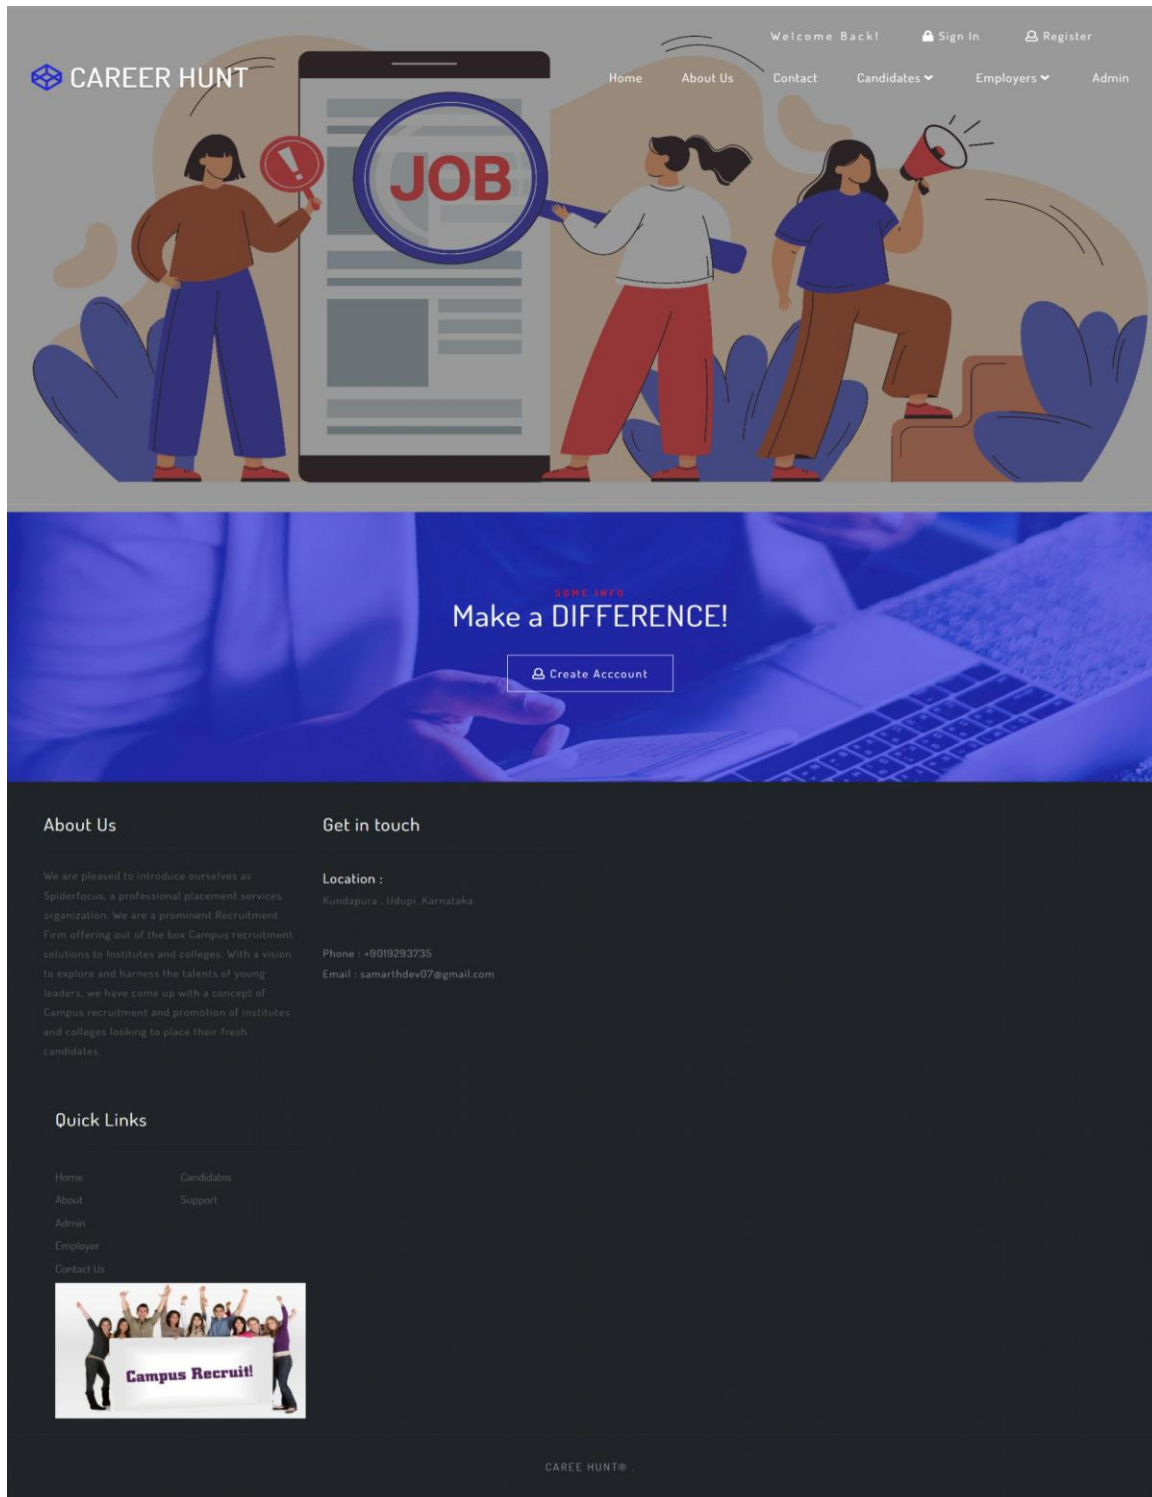 Welcome Back!
Sign In
Register
CAREER HUNT
Home
About Us
Contact
Candidates
Employers
Admin
JOB
SOME INFO
Make a DIFFERENCE!
Create Acccount
About Us
We are pleased to introduce ourselves as
Spiderfocus, a professional placement services
organization. We are a prominent Recruitment
Firm offering out of the box Campus recruitment
solutions to Institutes and colleges. With a vision
to explore and harness the talents of young
leaders, we have come up with a concept of
Campus recruitment and promotion of institutes
and colleges looking to place their fresh
candidates.
Get in touch
Location :
Kundapura , Udupi ,Karnataka
Phone : +9019293735
Email : samarthdev07@gmail.com
Quick Links
Home
About
Admin
Employer
Contact Us
Candidates
Support
Campus Recruit!
CAREE HUNT® .